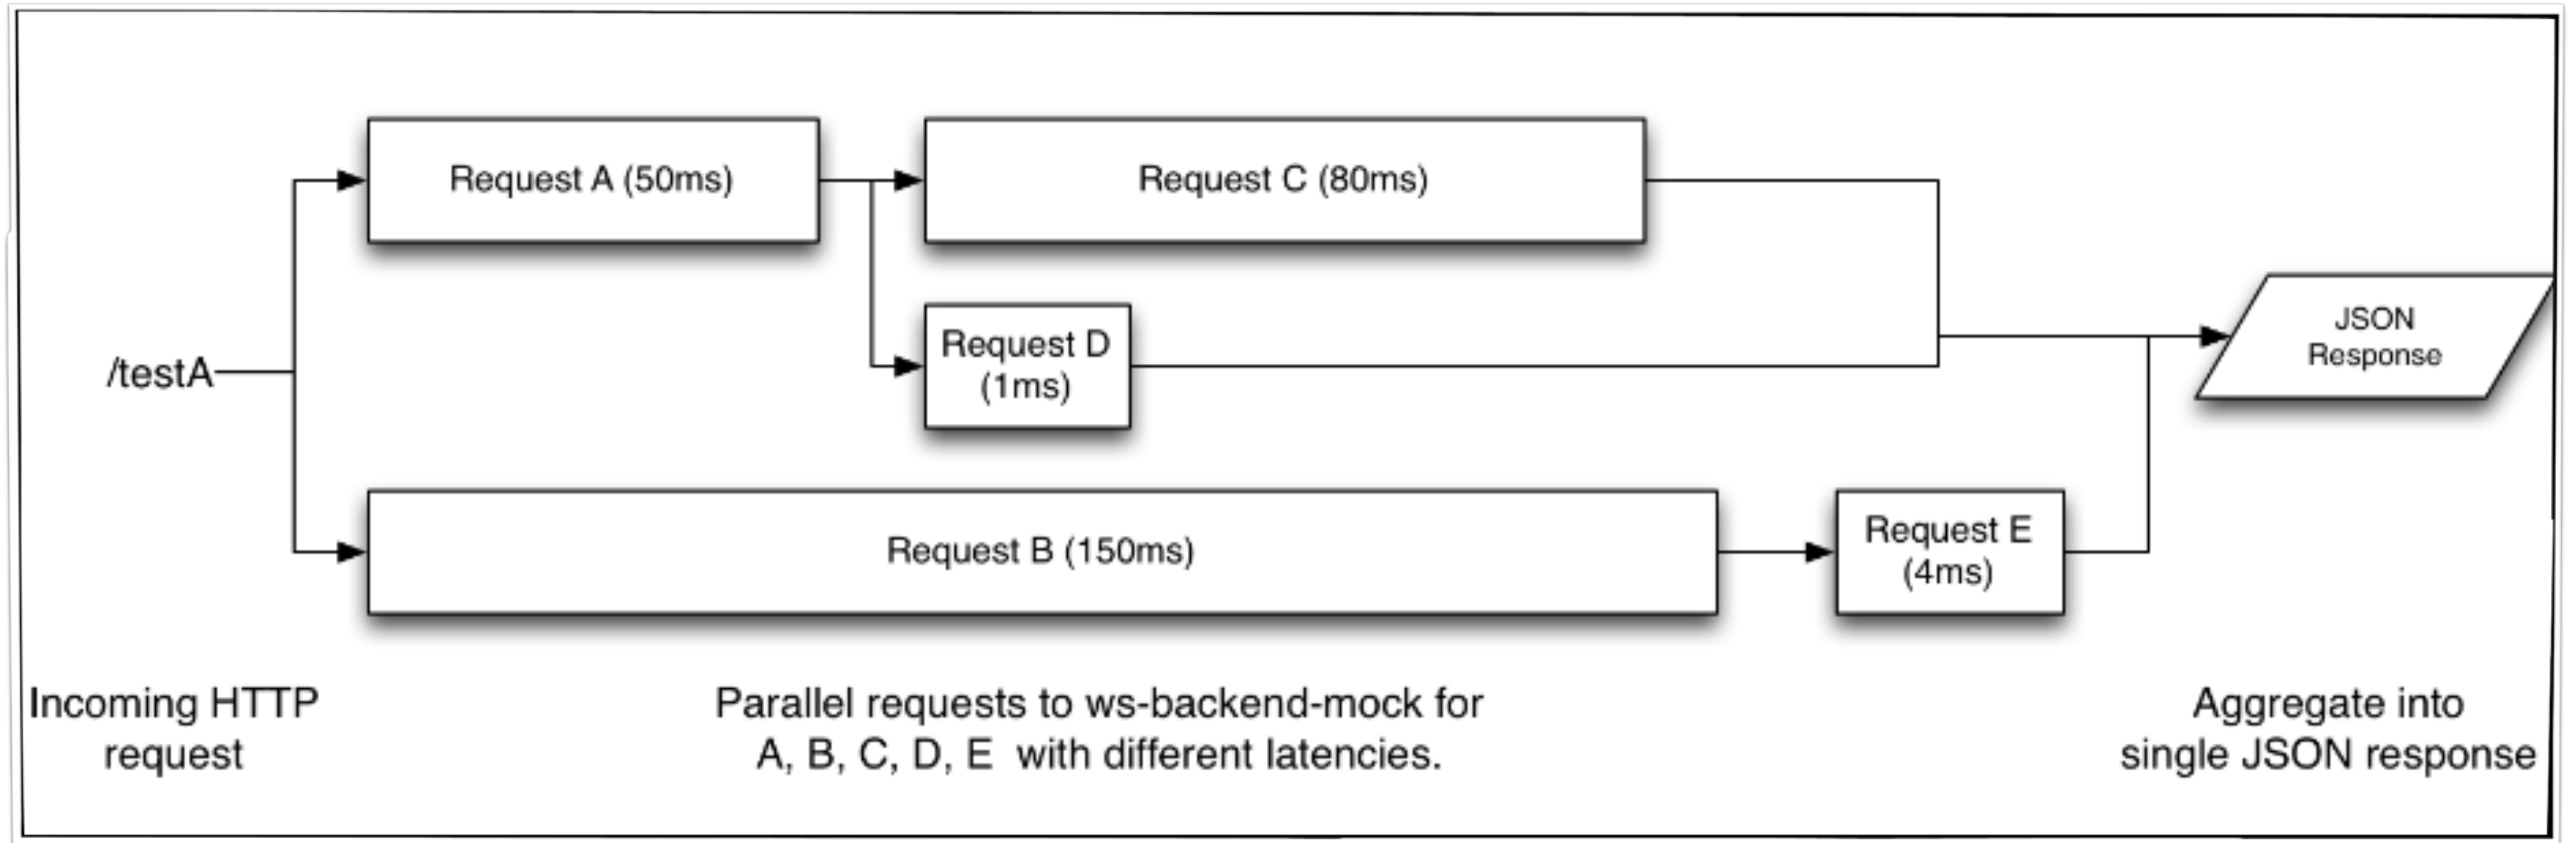 Request A (50ms)
Request C (80ms)
Request D
(1ms)
JSON
Response
/testA
Request B (150ms)
Request E
(4ms)
Incoming HTTP
request
Parallel requests to ws-backend-mock for
A, B, C, D, E with different latencies.
Aggregate into
single JSON response